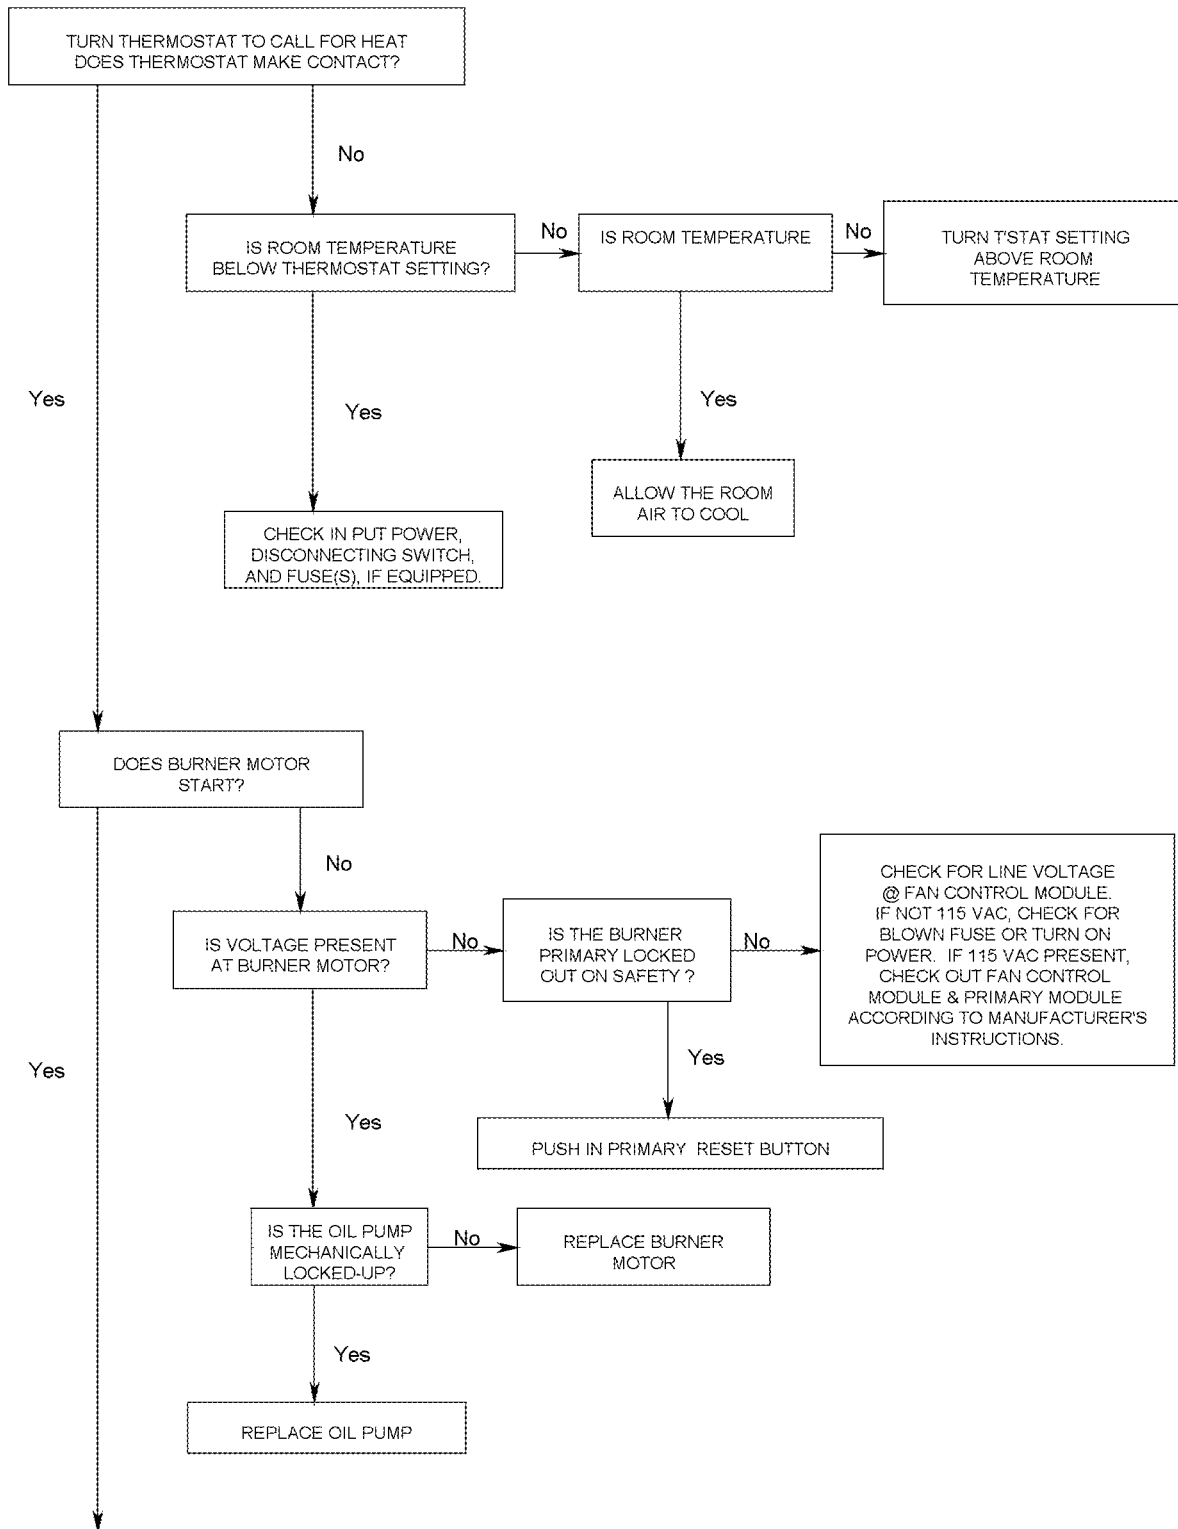 TURN THERMOSTAT TO CALL FOR HEAT
DOES THERMOSTAT MAKE CONTACT?
No
IS ROOM TEMPERATURE
BELOW THERMOSTAT SETTING?
No
IS ROOM TEMPERATURE
No
TURN T'STAT SETTING
ABOVE ROOM
TEMPERATURE
Yes
Yes
Yes
ALLOW THE ROOM
AIR TO COOL
CHECK IN PUT POWER,
DISCONNECTING SWITCH,
AND FUSE(S), IF EQUIPPED.
DOES BURNER MOTOR
START?
No
IS VOLTAGE PRESENT
AT BURNER MOTOR?
No
IS THE BURNER
PRIMARY LOCKED
OUT ON SAFETY ?
No
CHECK FOR LINE VOLTAGE
@ FAN CONTROL MODULE.
IF NOT 115 VAC, CHECK FOR
BLOWN FUSE OR TURN ON
POWER.  IF 115 VAC PRESENT,
CHECK OUT FAN CONTROL
MODULE & PRIMARY MODULE
ACCORDING TO MANUFACTURER'S
INSTRUCTIONS.
Yes
Yes
Yes
PUSH IN PRIMARY  RESET BUTTON
IS THE OIL PUMP
MECHANICALLY
LOCKED-UP?
No
REPLACE BURNER
MOTOR
Yes
REPLACE OIL PUMP